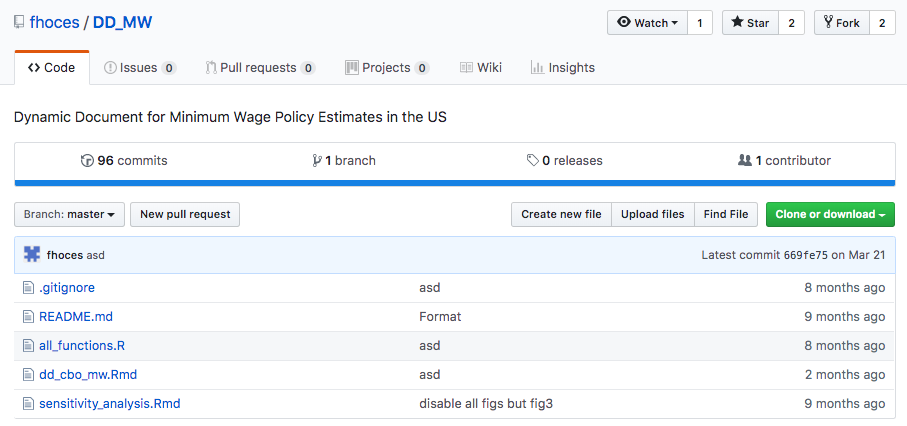 fhoces / DD_MW Watch 1 Star 2 Fork 2
Code Issues 0 Pull requests 0 Projects 0 Wiki Insights
Dynamic Document for Minimum Wage Policy Estimates in the US
96 commits 1 branch 0 releases 1 contributor
Branch: master New pull request Create new file Upload files Find File Clone or download
fhoces asd Latest commit 669fe75 on Mar 21
.gitignore asd 8 months ago
README.md Format 9 months ago
all_functions.R asd 8 months ago
dd_cbo_mw.Rmd asd 2 months ago
sensitivity_analysis.Rmd disable all figs but fig3 9 months ago